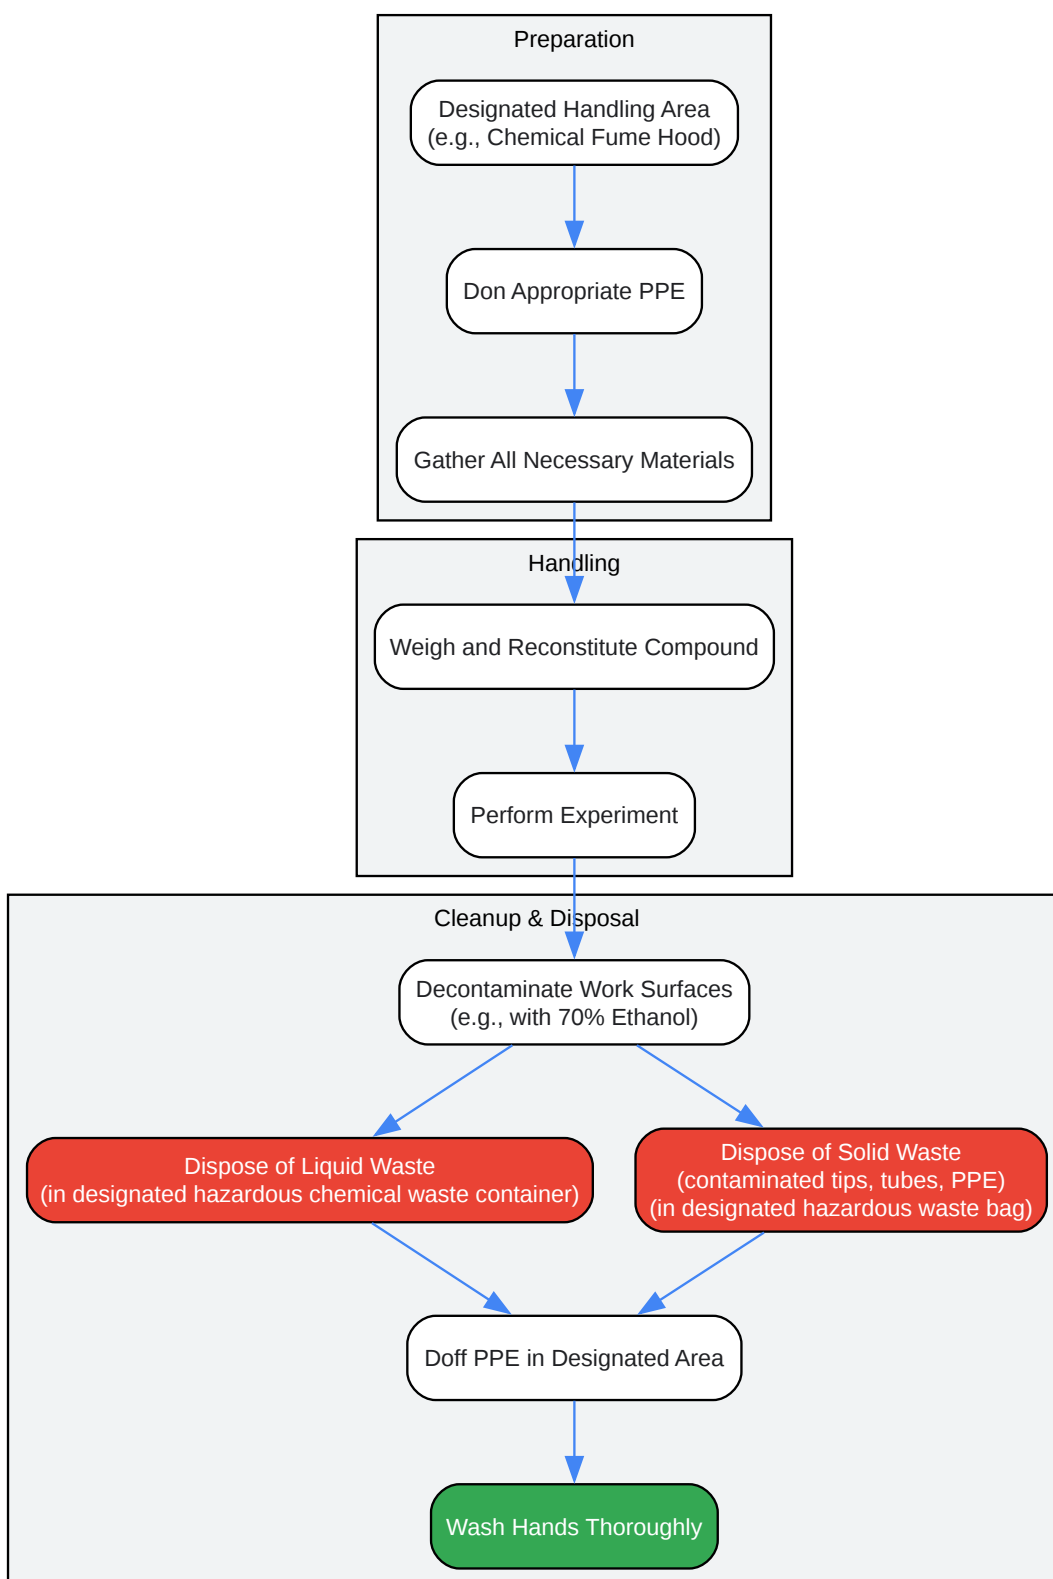 Preparation
Designated Handling Area
(e.g., Chemical Fume Hood)
Don Appropriate PPE
Gather All Necessary Materials
Handling
Weigh and Reconstitute Compound
Perform Experiment
Cleanup & Disposal
Decontaminate Work Surfaces
(e.g., with 70% Ethanol)
Dispose of Liquid Waste
(in designated hazardous chemical waste container)
Dispose of Solid Waste
(contaminated tips, tubes, PPE)
(in designated hazardous waste bag)
Doff PPE in Designated Area
Wash Hands Thoroughly